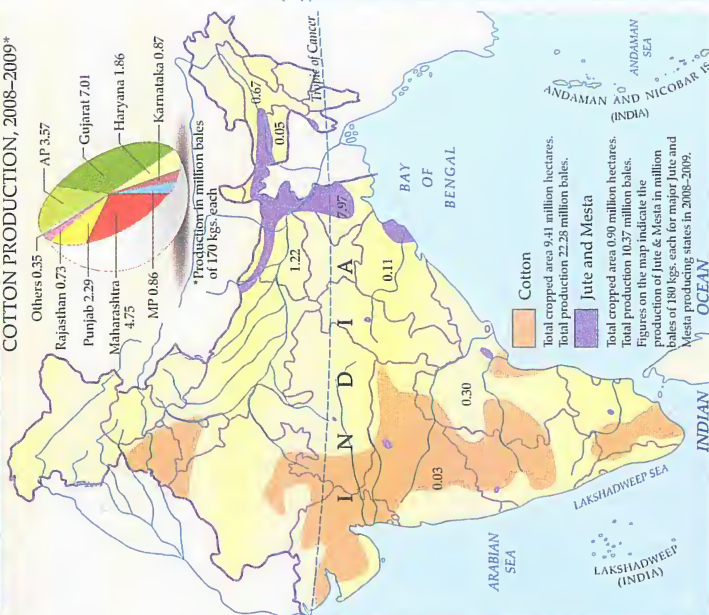 COTTON PRODUCTION, 2008–2009*
Others 0.35
AP 3.57
Rajasthan 0.73
Gujarat 7.01
Punjab 2.29
Haryana 1.86
Maharashtra
4.75
Karnataka 0.87
MP 0.86
*Production in million bales
of 170 kgs. each
Tropic of Cancer
0.67
0.05
1.22
7.97
0.11
0.30
0.03
I N D I A
BAY
OF
BENGAL
ARABIAN
SEA
LAKSHADWEEP SEA
LAKSHADWEEP
(INDIA)
ANDAMAN
SEA
ANDAMAN AND NICOBAR IS
(INDIA)
INDIAN OCEAN
Cotton
Total cropped area 9.41 million hectares.
Total production 22.28 million bales.
Jute and Mesta
Total cropped area 0.90 million hectares.
Total production 10.37 million bales.
Figures on the map indicate the
production of Jute & Mesta in million
bales of 180 kgs. each for major Jute and
Mesta producing states in 2008–2009.